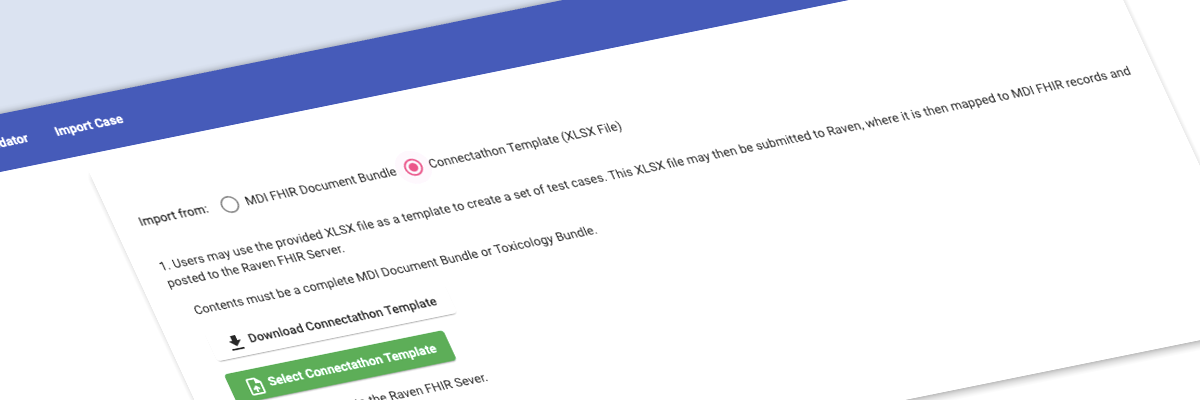 dator Import Case
Import from: MDI FHIR Document Bundle Connectathon Template (XLSX File)
1. Users may use the provided XLSX file as a template to create a set of test cases. This XLSX file may then be submitted to Raven, where it is then mapped to MDI FHIR records and
posted to the Raven FHIR Server.
Contents must be a complete MDI Document Bundle or Toxicology Bundle.
Download Connectathon Template
Select Connectathon Template
the Raven FHIR Sever.